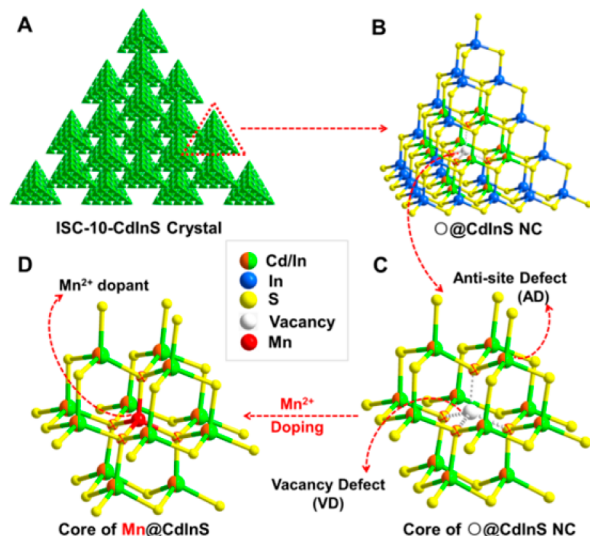 A
ISC-10-CdInS Crystal
B
○@CdInS NC
Cd/In
In
S
Vacancy
Mn
C
Anti-site Defect
(AD)
Vacancy Defect
(VD)
Core of ○@CdInS NC
Mn²⁺
Doping
D
Mn²⁺ dopant
Core of Mn@CdInS